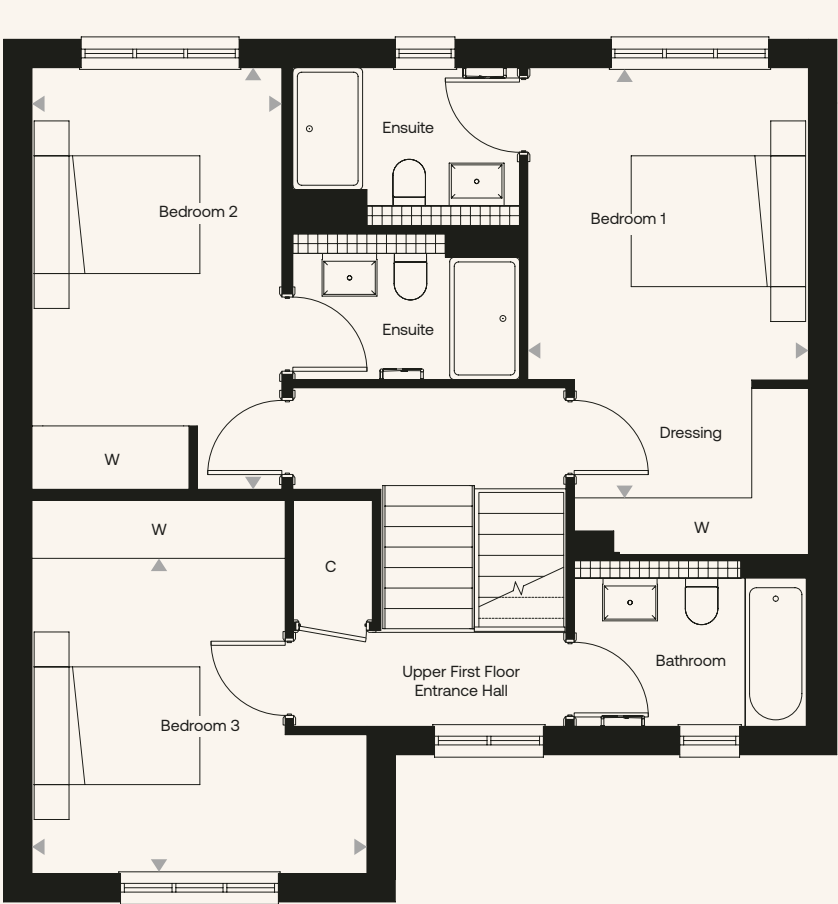 Ensuite
Bedroom 2
Bedroom 1
Ensuite
Dressing
W
W
W
C
Upper First Floor
Entrance Hall
Bathroom
Bedroom 3